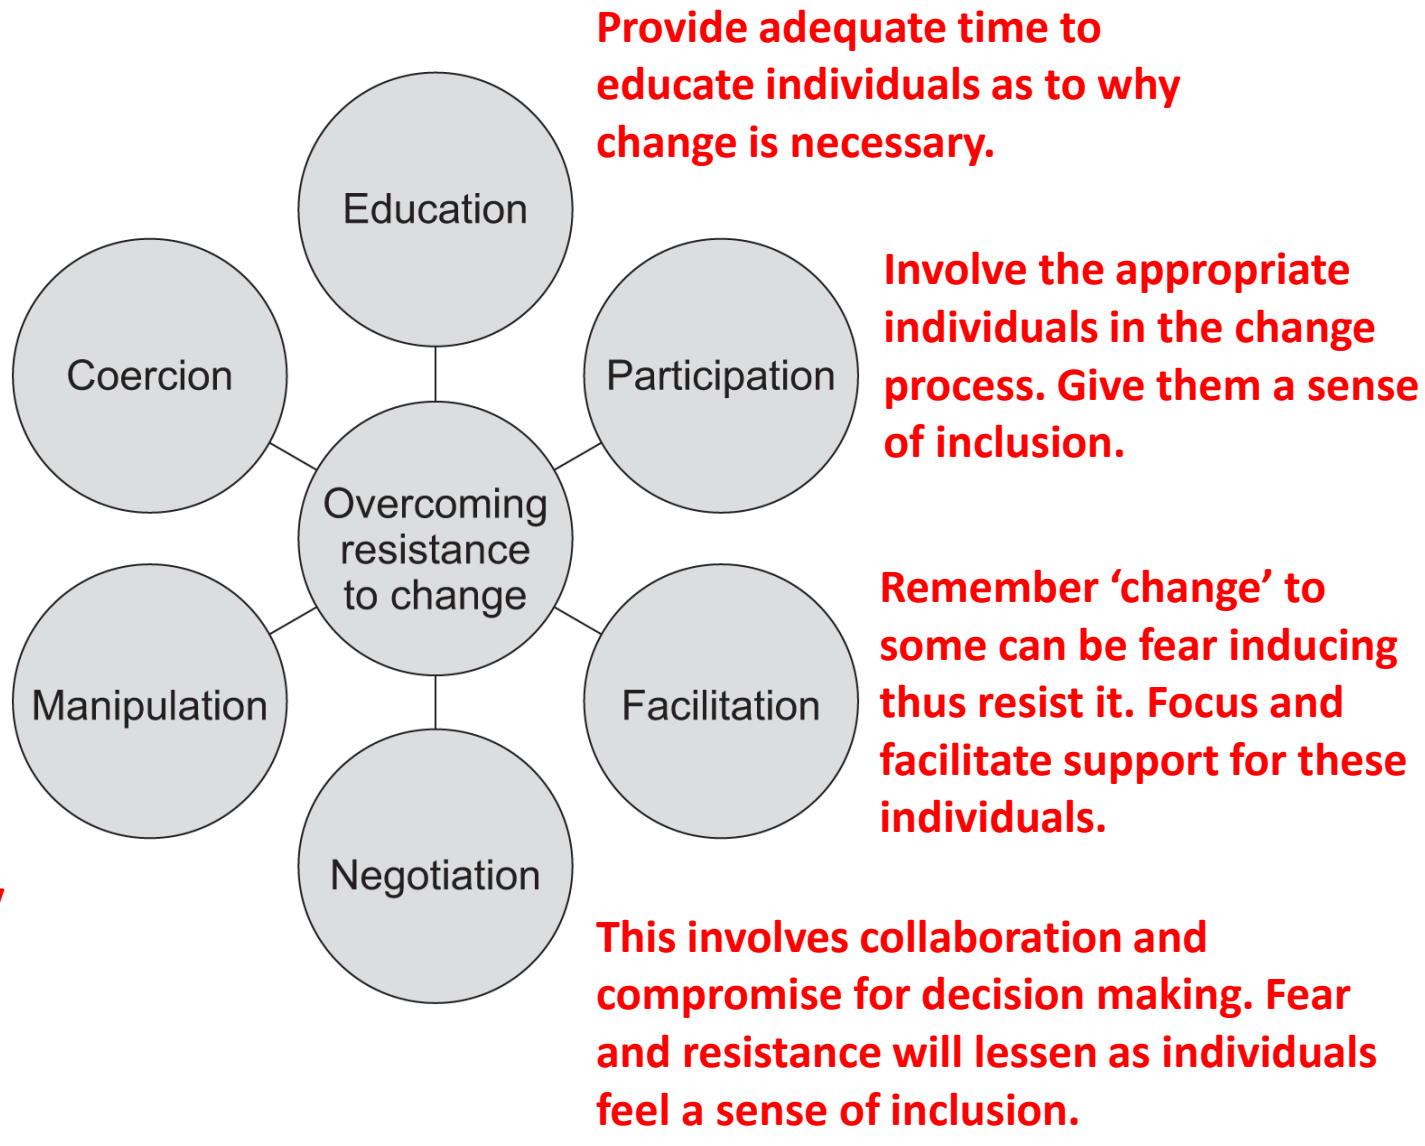 Provide adequate time to
educate individuals as to why
change is necessary.
Education
Involve the appropriate
individuals in the change
process. Give them a sense
of inclusion.
Coercion
Participation
Overcoming
resistance
to change
Remember ‘change’ to
some can be fear inducing
thus resist it. Focus and
facilitate support for these
individuals.
Manipulation
Facilitation
Negotiation
This involves collaboration and
compromise for decision making. Fear
and resistance will lessen as individuals
feel a sense of inclusion.